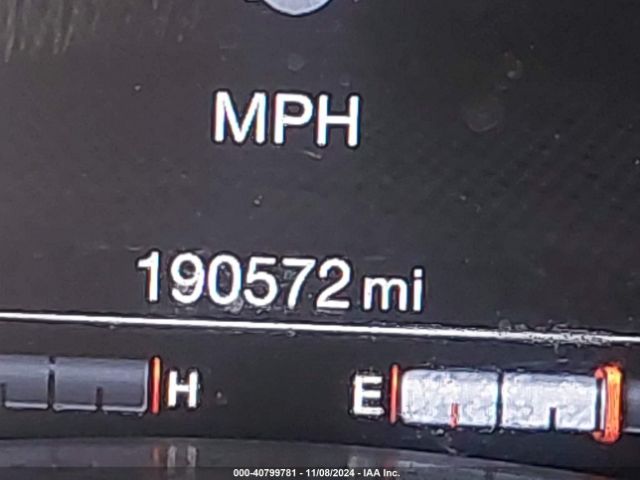 MPH
190572 mi
H E
000-40799781 - 11/08/2024 - IAA Inc.